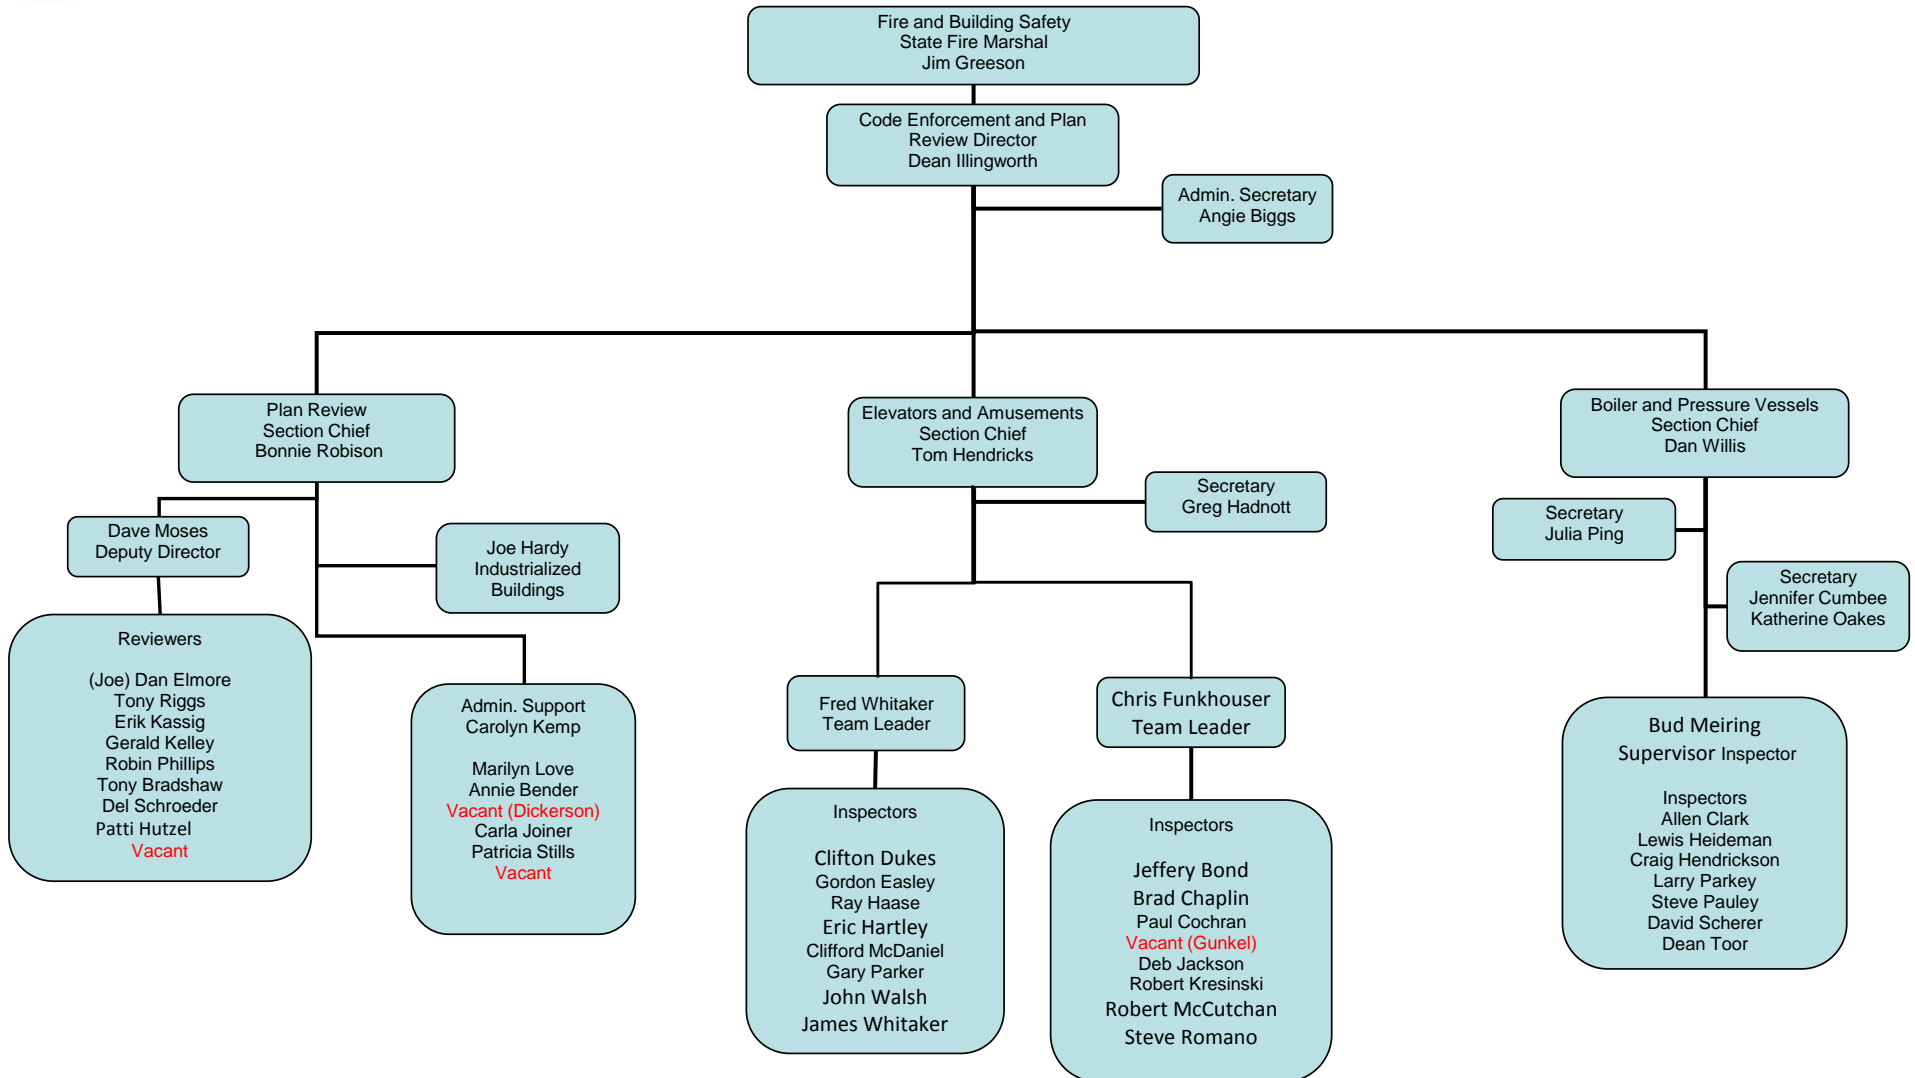 Fire and Building Safety
State Fire Marshal
Jim Greeson
Code Enforcement and Plan
Review Director
Dean Illingworth
Admin. Secretary
Angie Biggs
Plan Review
Section Chief
Bonnie Robison
Elevators and Amusements
Section Chief
Tom Hendricks
Boiler and Pressure Vessels
Section Chief
Dan Willis
Dave Moses
Deputy Director
Joe Hardy
Industrialized
Buildings
Secretary
Greg Hadnott
Secretary
Julia Ping
Secretary
Jennifer Cumbee
Katherine Oakes
Reviewers
(Joe) Dan Elmore
Tony Riggs
Erik Kassig
Gerald Kelley
Robin Phillips
Tony Bradshaw
Del Schroeder
Patti Hutzel
Vacant
Admin. Support
Carolyn Kemp
Marilyn Love
Annie Bender
Vacant (Dickerson)
Carla Joiner
Patricia Stills
Vacant
Fred Whitaker
Team Leader
Chris Funkhouser
Team Leader
Inspectors
Clifton Dukes
Gordon Easley
Ray Haase
Eric Hartley
Clifford McDaniel
Gary Parker
John Walsh
James Whitaker
Inspectors
Jeffery Bond
Brad Chaplin
Paul Cochran
Vacant (Gunkel)
Deb Jackson
Robert Kresinski
Robert McCutchan
Steve Romano
Bud Meiring
Supervisor Inspector
Inspectors
Allen Clark
Lewis Heideman
Craig Hendrickson
Larry Parkey
Steve Pauley
David Scherer
Dean Toor